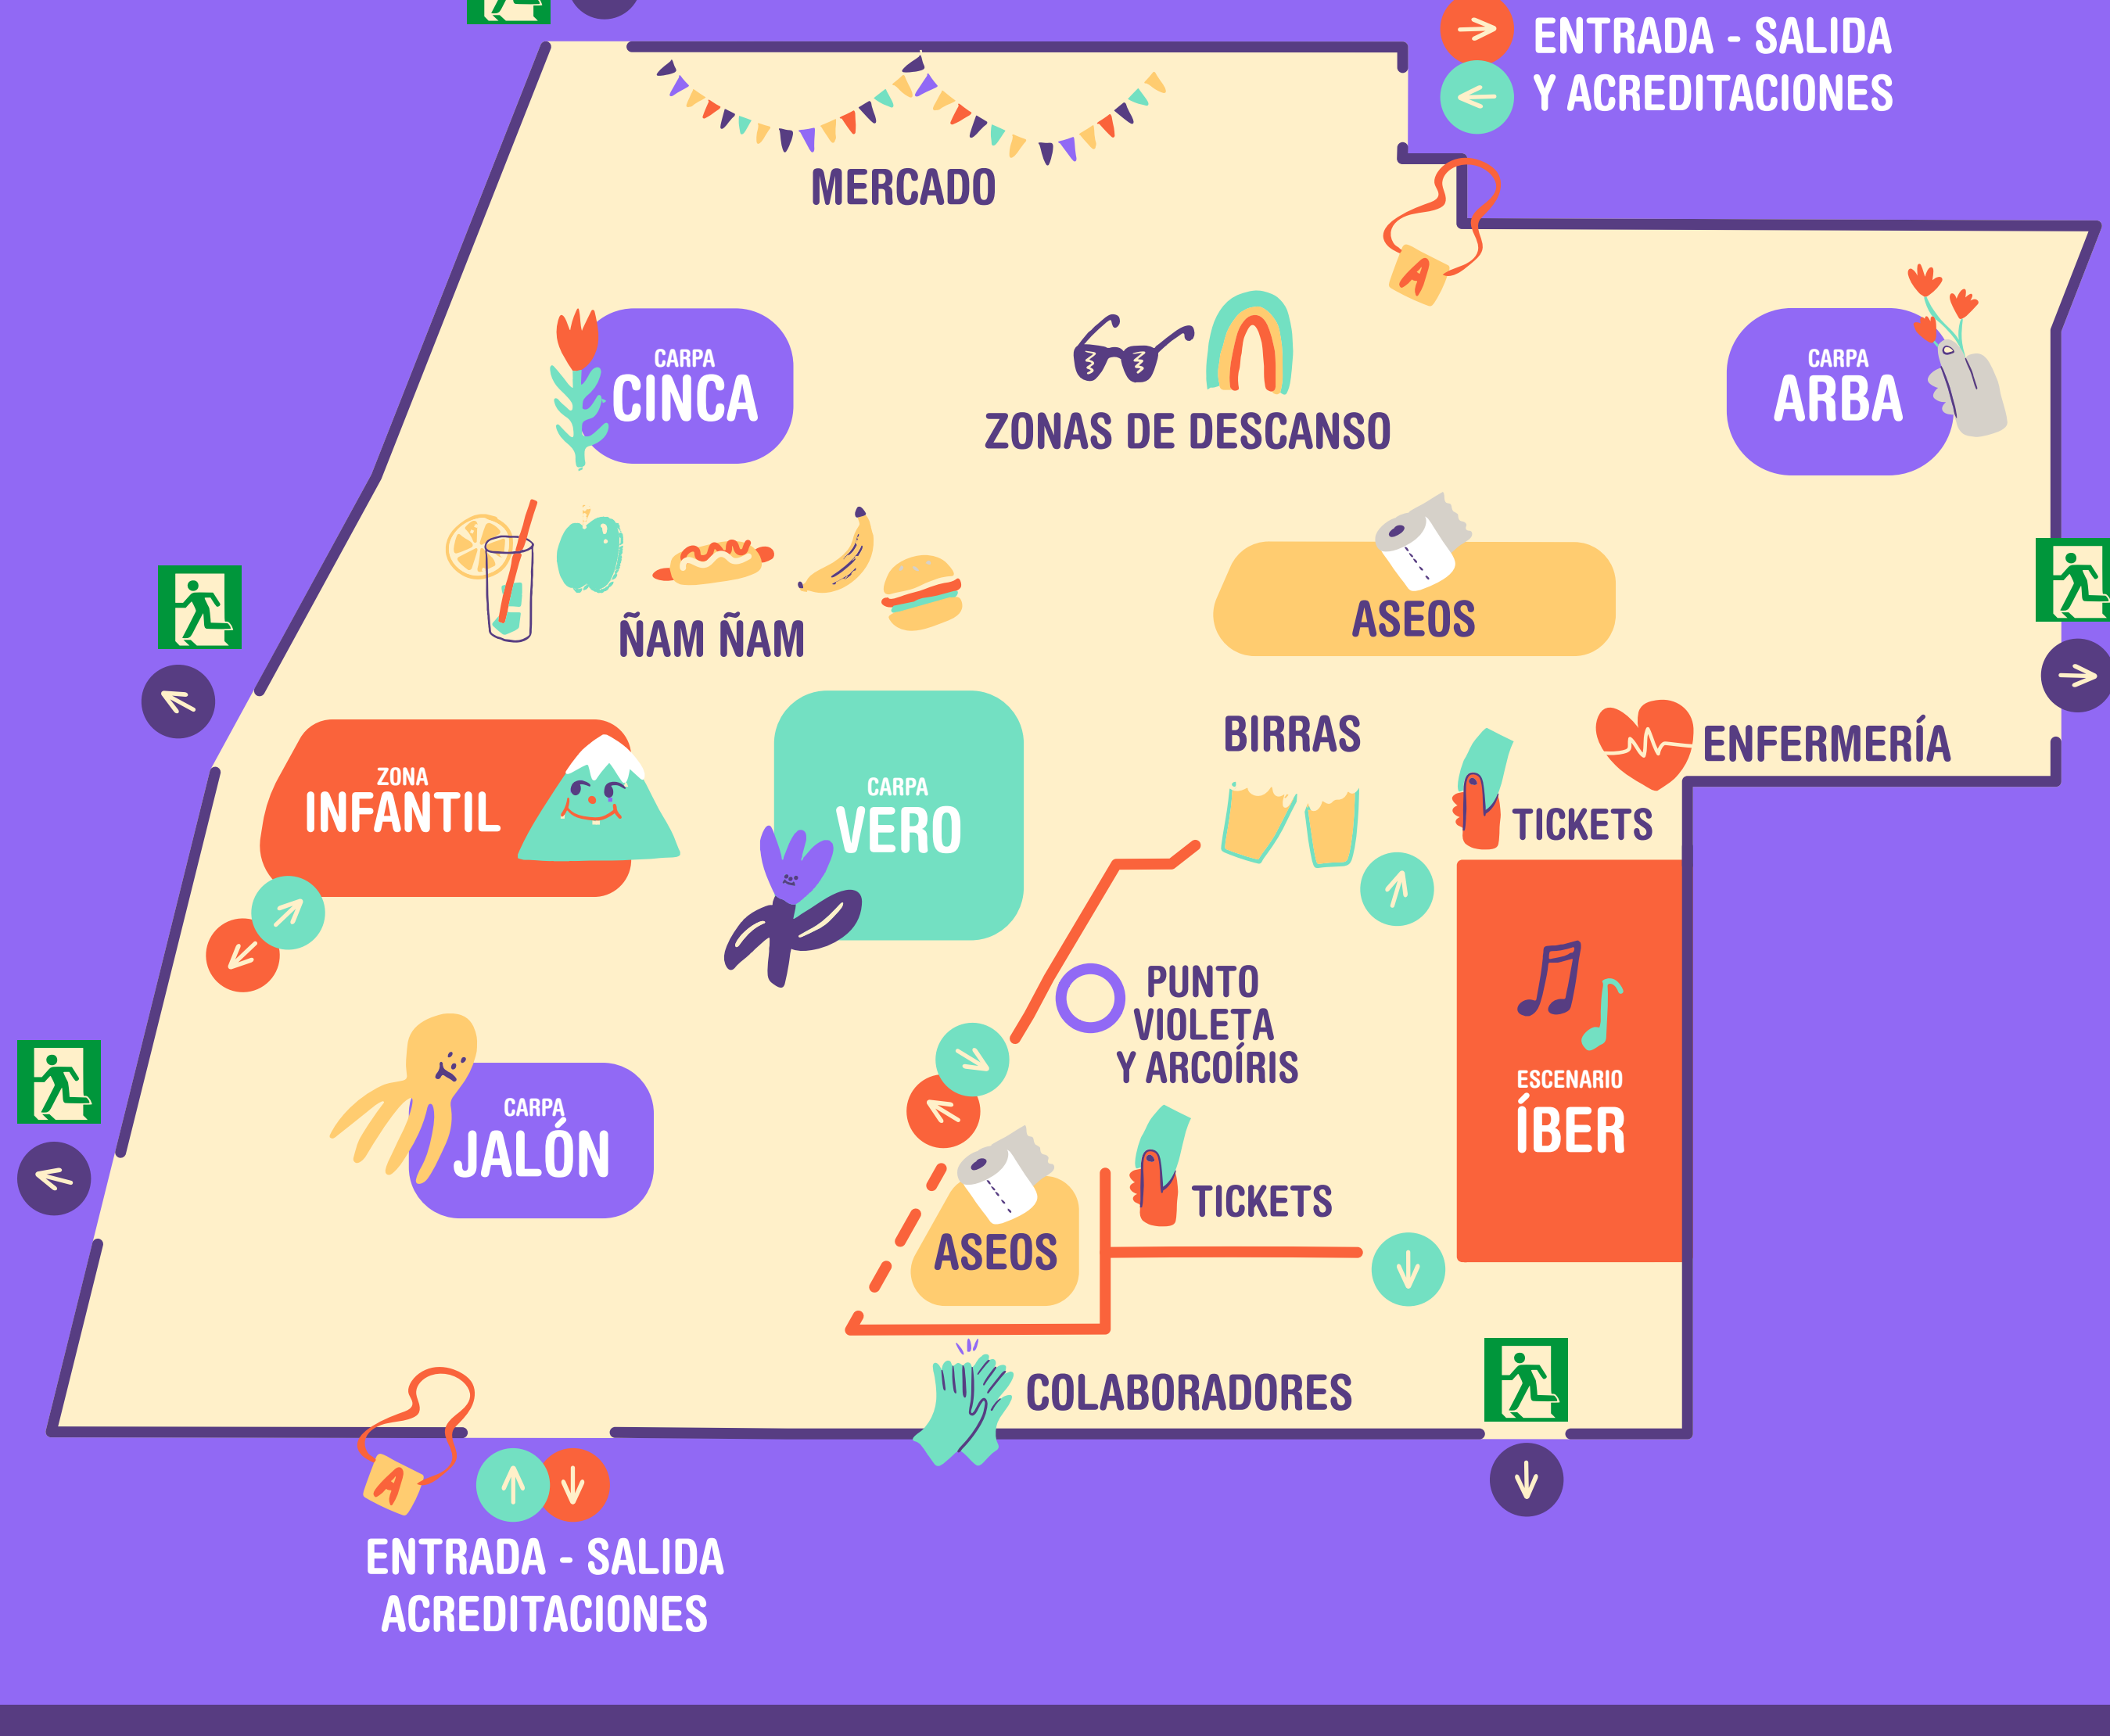 ENTRADA - SALIDA
Y ACREDITACIONES
MERCADO
A
CARPA
CINCA
ZONAS DE DESCANSO
CARPA
ARBA
ÑAM ÑAM
ASEOS
ZONA
INFANTIL
CARPA
VERO
BIRRAS
ENFERMERÍA
TICKETS
PUNTO
VIOLETA
Y ARCOÍRIS
ESCENARIO
ÍBER
CARPA
JALÓN
TICKETS
ASEOS
COLABORADORES
A
ENTRADA - SALIDA
ACREDITACIONES